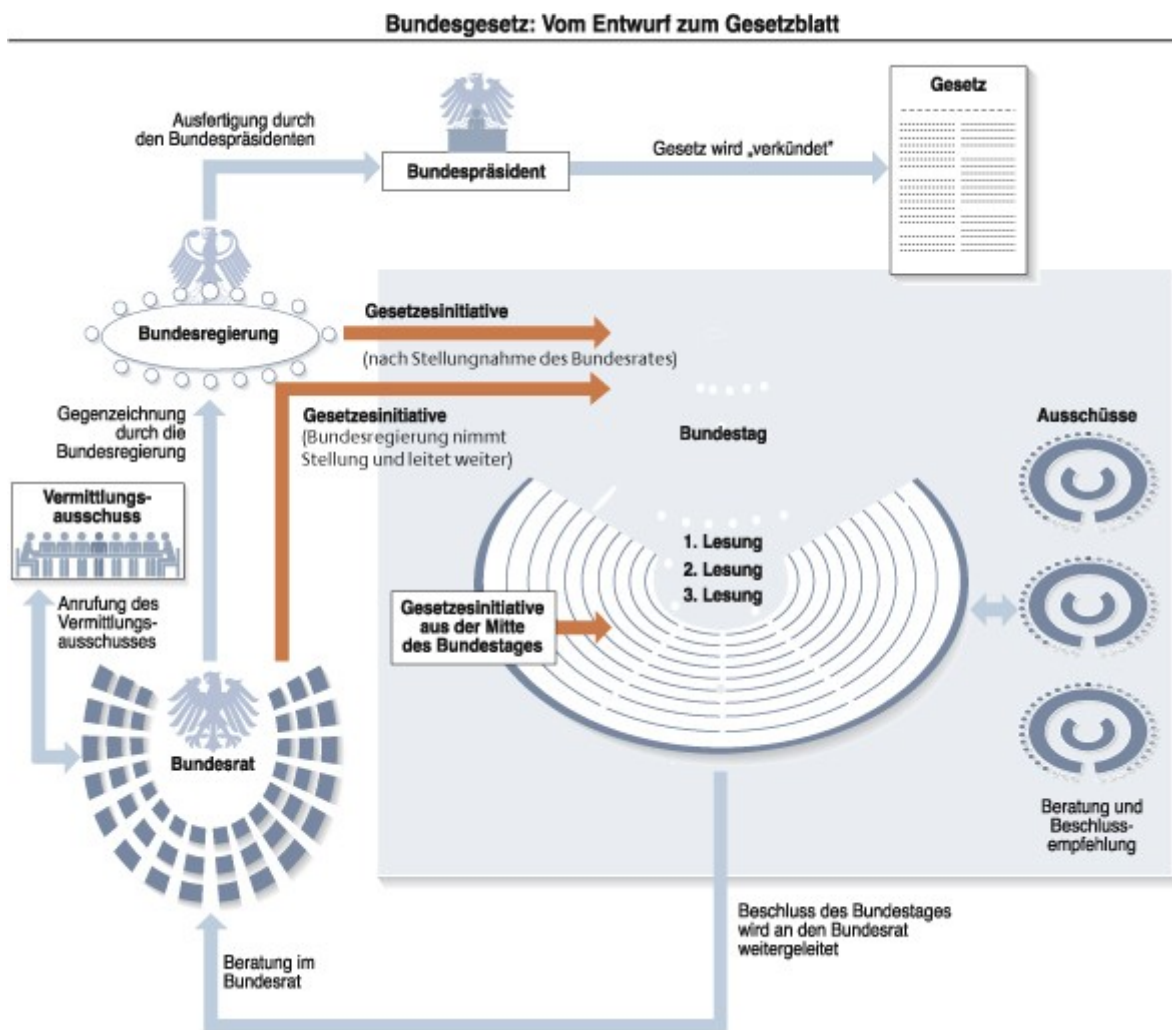 Bundesgesetz: Vom Entwurf zum Gesetzblatt
Ausfertigung durch
den Bundespräsidenten
Bundespräsident
Gesetz wird „verkündet"
Gesetz
Bundesregierung
Gesetzesinitiative
(nach Stellungnahme des Bundesrates)
Gesetzesinitiative
(Bundesregierung nimmt
Stellung und leitet weiter)
Gegenzeichnung
durch die
Bundesregierung
Vermittlungs-
ausschuss
Anrufung des
Vermittlungs-
ausschusses
Bundesrat
Bundestag
1. Lesung
2. Lesung
3. Lesung
Gesetzesinitiative
aus der Mitte
des Bundestages
Ausschüsse
Beratung und
Beschluss-
empfehlung
Beschluss des Bundestages
wird an den Bundesrat
weitergeleitet
Beratung im
Bundesrat